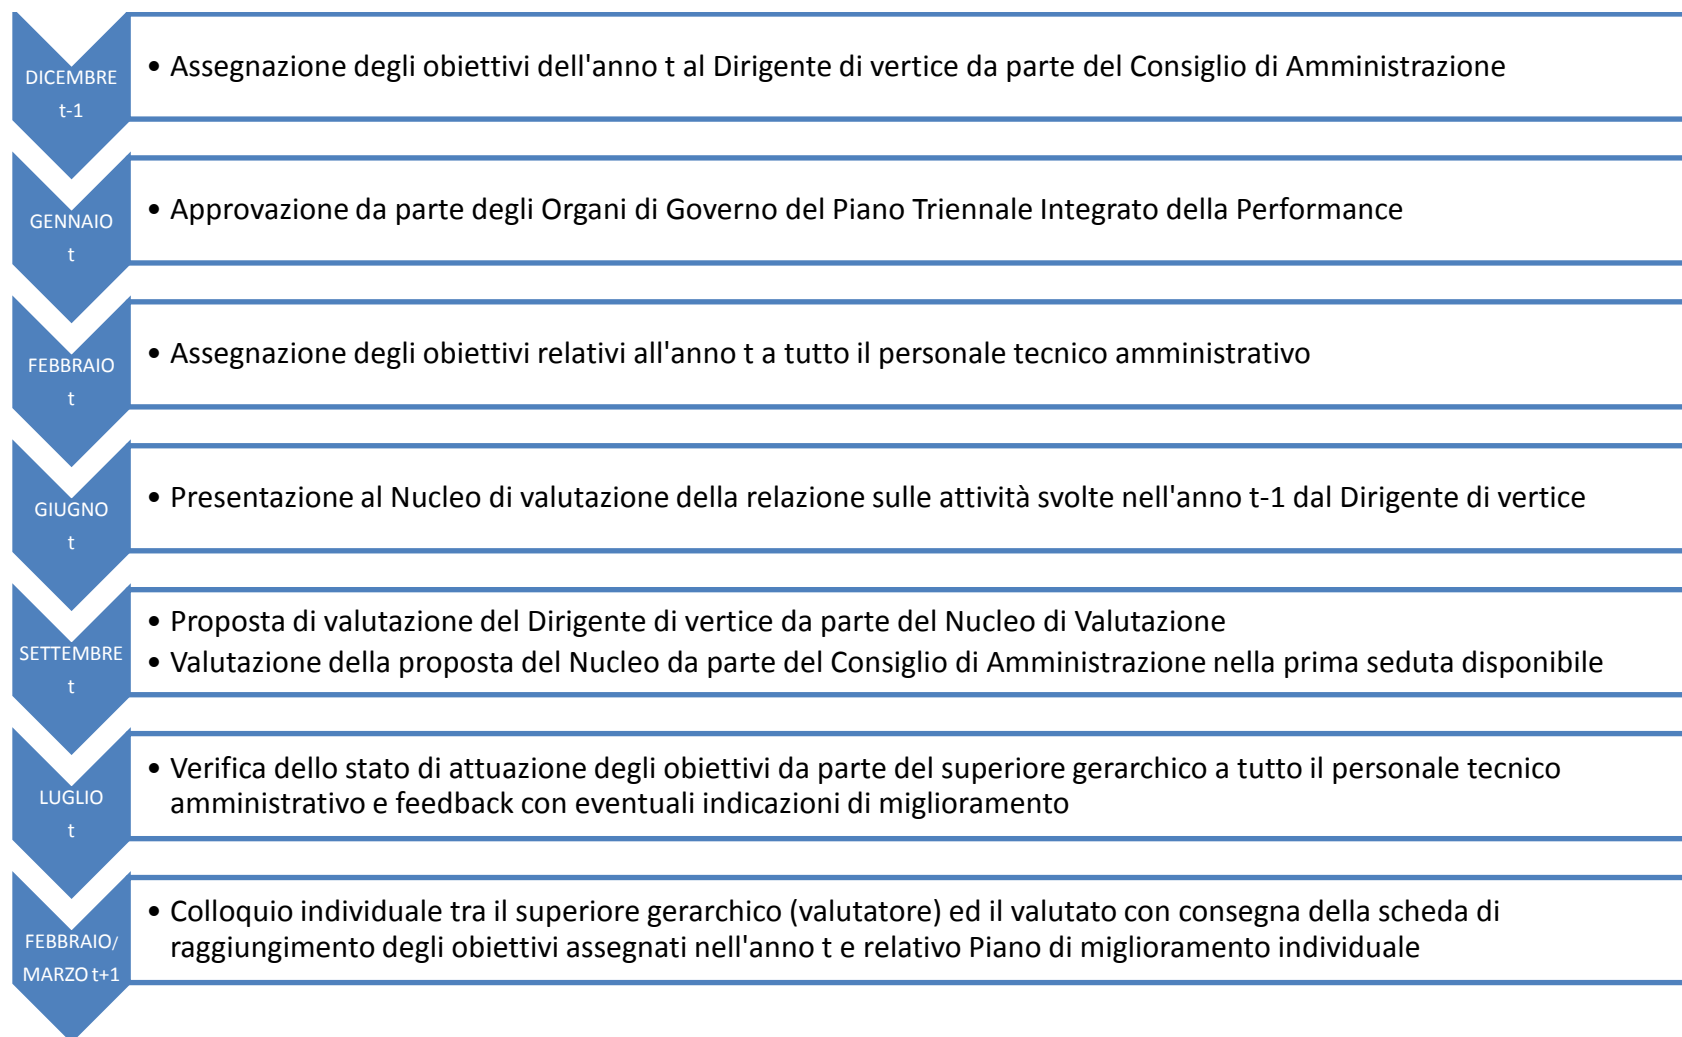 DICEMBRE
t-1
• Assegnazione degli obiettivi dell'anno t al Dirigente di vertice da parte del Consiglio di Amministrazione
GENNAIO
t
• Approvazione da parte degli Organi di Governo del Piano Triennale Integrato della Performance
FEBBRAIO
t
• Assegnazione degli obiettivi relativi all'anno t a tutto il personale tecnico amministrativo
GIUGNO
t
• Presentazione al Nucleo di valutazione della relazione sulle attività svolte nell'anno t-1 dal Dirigente di vertice
SETTEMBRE
t
• Proposta di valutazione del Dirigente di vertice da parte del Nucleo di Valutazione
• Valutazione della proposta del Nucleo da parte del Consiglio di Amministrazione nella prima seduta disponibile
LUGLIO
t
• Verifica dello stato di attuazione degli obiettivi da parte del superiore gerarchico a tutto il personale tecnico
amministrativo e feedback con eventuali indicazioni di miglioramento
FEBBRAIO/
MARZO t+1
• Colloquio individuale tra il superiore gerarchico (valutatore) ed il valutato con consegna della scheda di
raggiungimento degli obiettivi assegnati nell'anno t e relativo Piano di miglioramento individuale